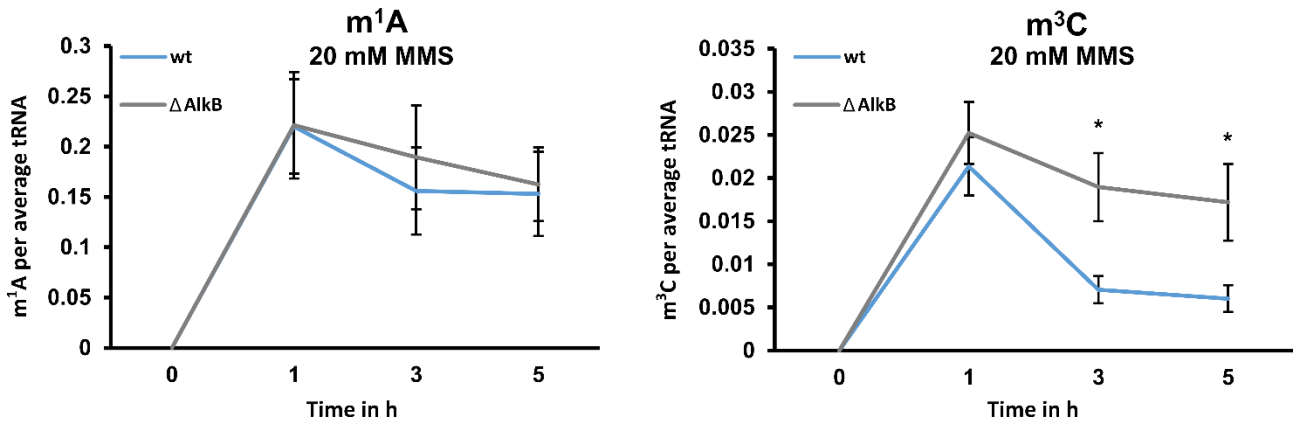 m¹A
20 mM MMS
wt
ΔAlkB
m¹A per average tRNA
0.3
0.25
0.2
0.15
0.1
0.05
0
0 1 3 5
Time in h
m³C
20 mM MMS
wt
ΔAlkB
m³C per average tRNA
0.035
0.03
0.025
0.02
0.015
0.01
0.005
0
* *
0 1 3 5
Time in h